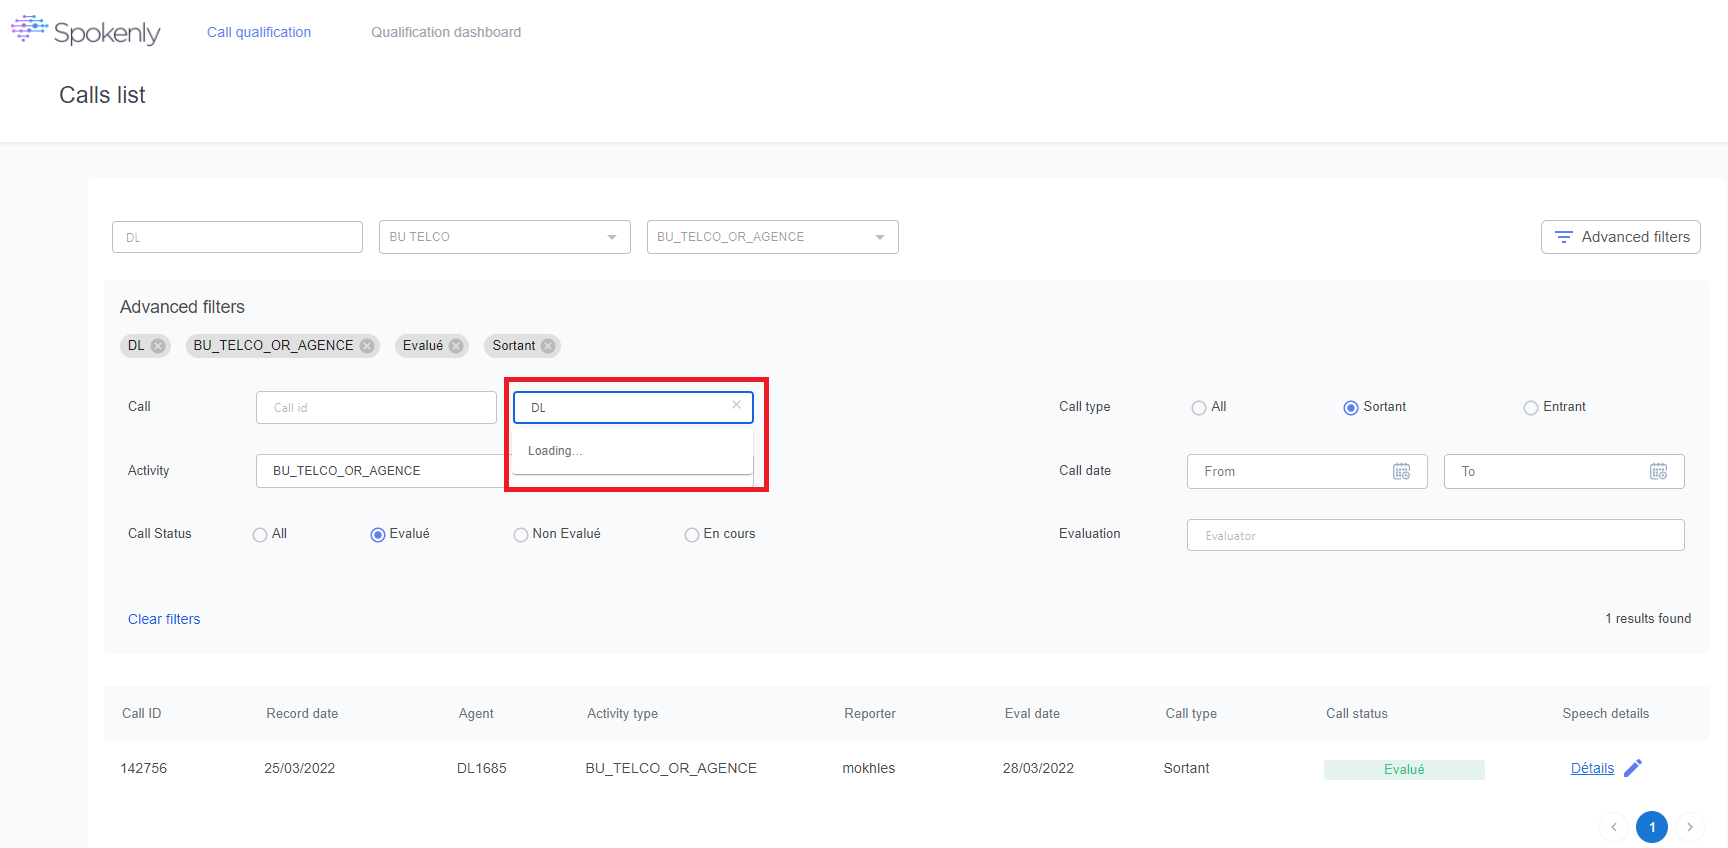 Spokenly
Call qualification
Qualification dashboard
Calls list
DL
BU TELCO
BU_TELCO_OR_AGENCE
Advanced filters
Advanced filters
DL
BU_TELCO_OR_AGENCE
Evalué
Sortant
Call
Call id
DL
Loading...
Call type
All
Sortant
Entrant
Activity
BU_TELCO_OR_AGENCE
Call date
From
To
Call Status
All
Evalué
Non Evalué
En cours
Evaluation
Evaluator
Clear filters
1 results found
Call ID Record date Agent Activity type Reporter Eval date Call type Call status Speech details
142756 25/03/2022 DL1685 BU_TELCO_OR_AGENCE mokhles 28/03/2022 Sortant Evalué Détails
1